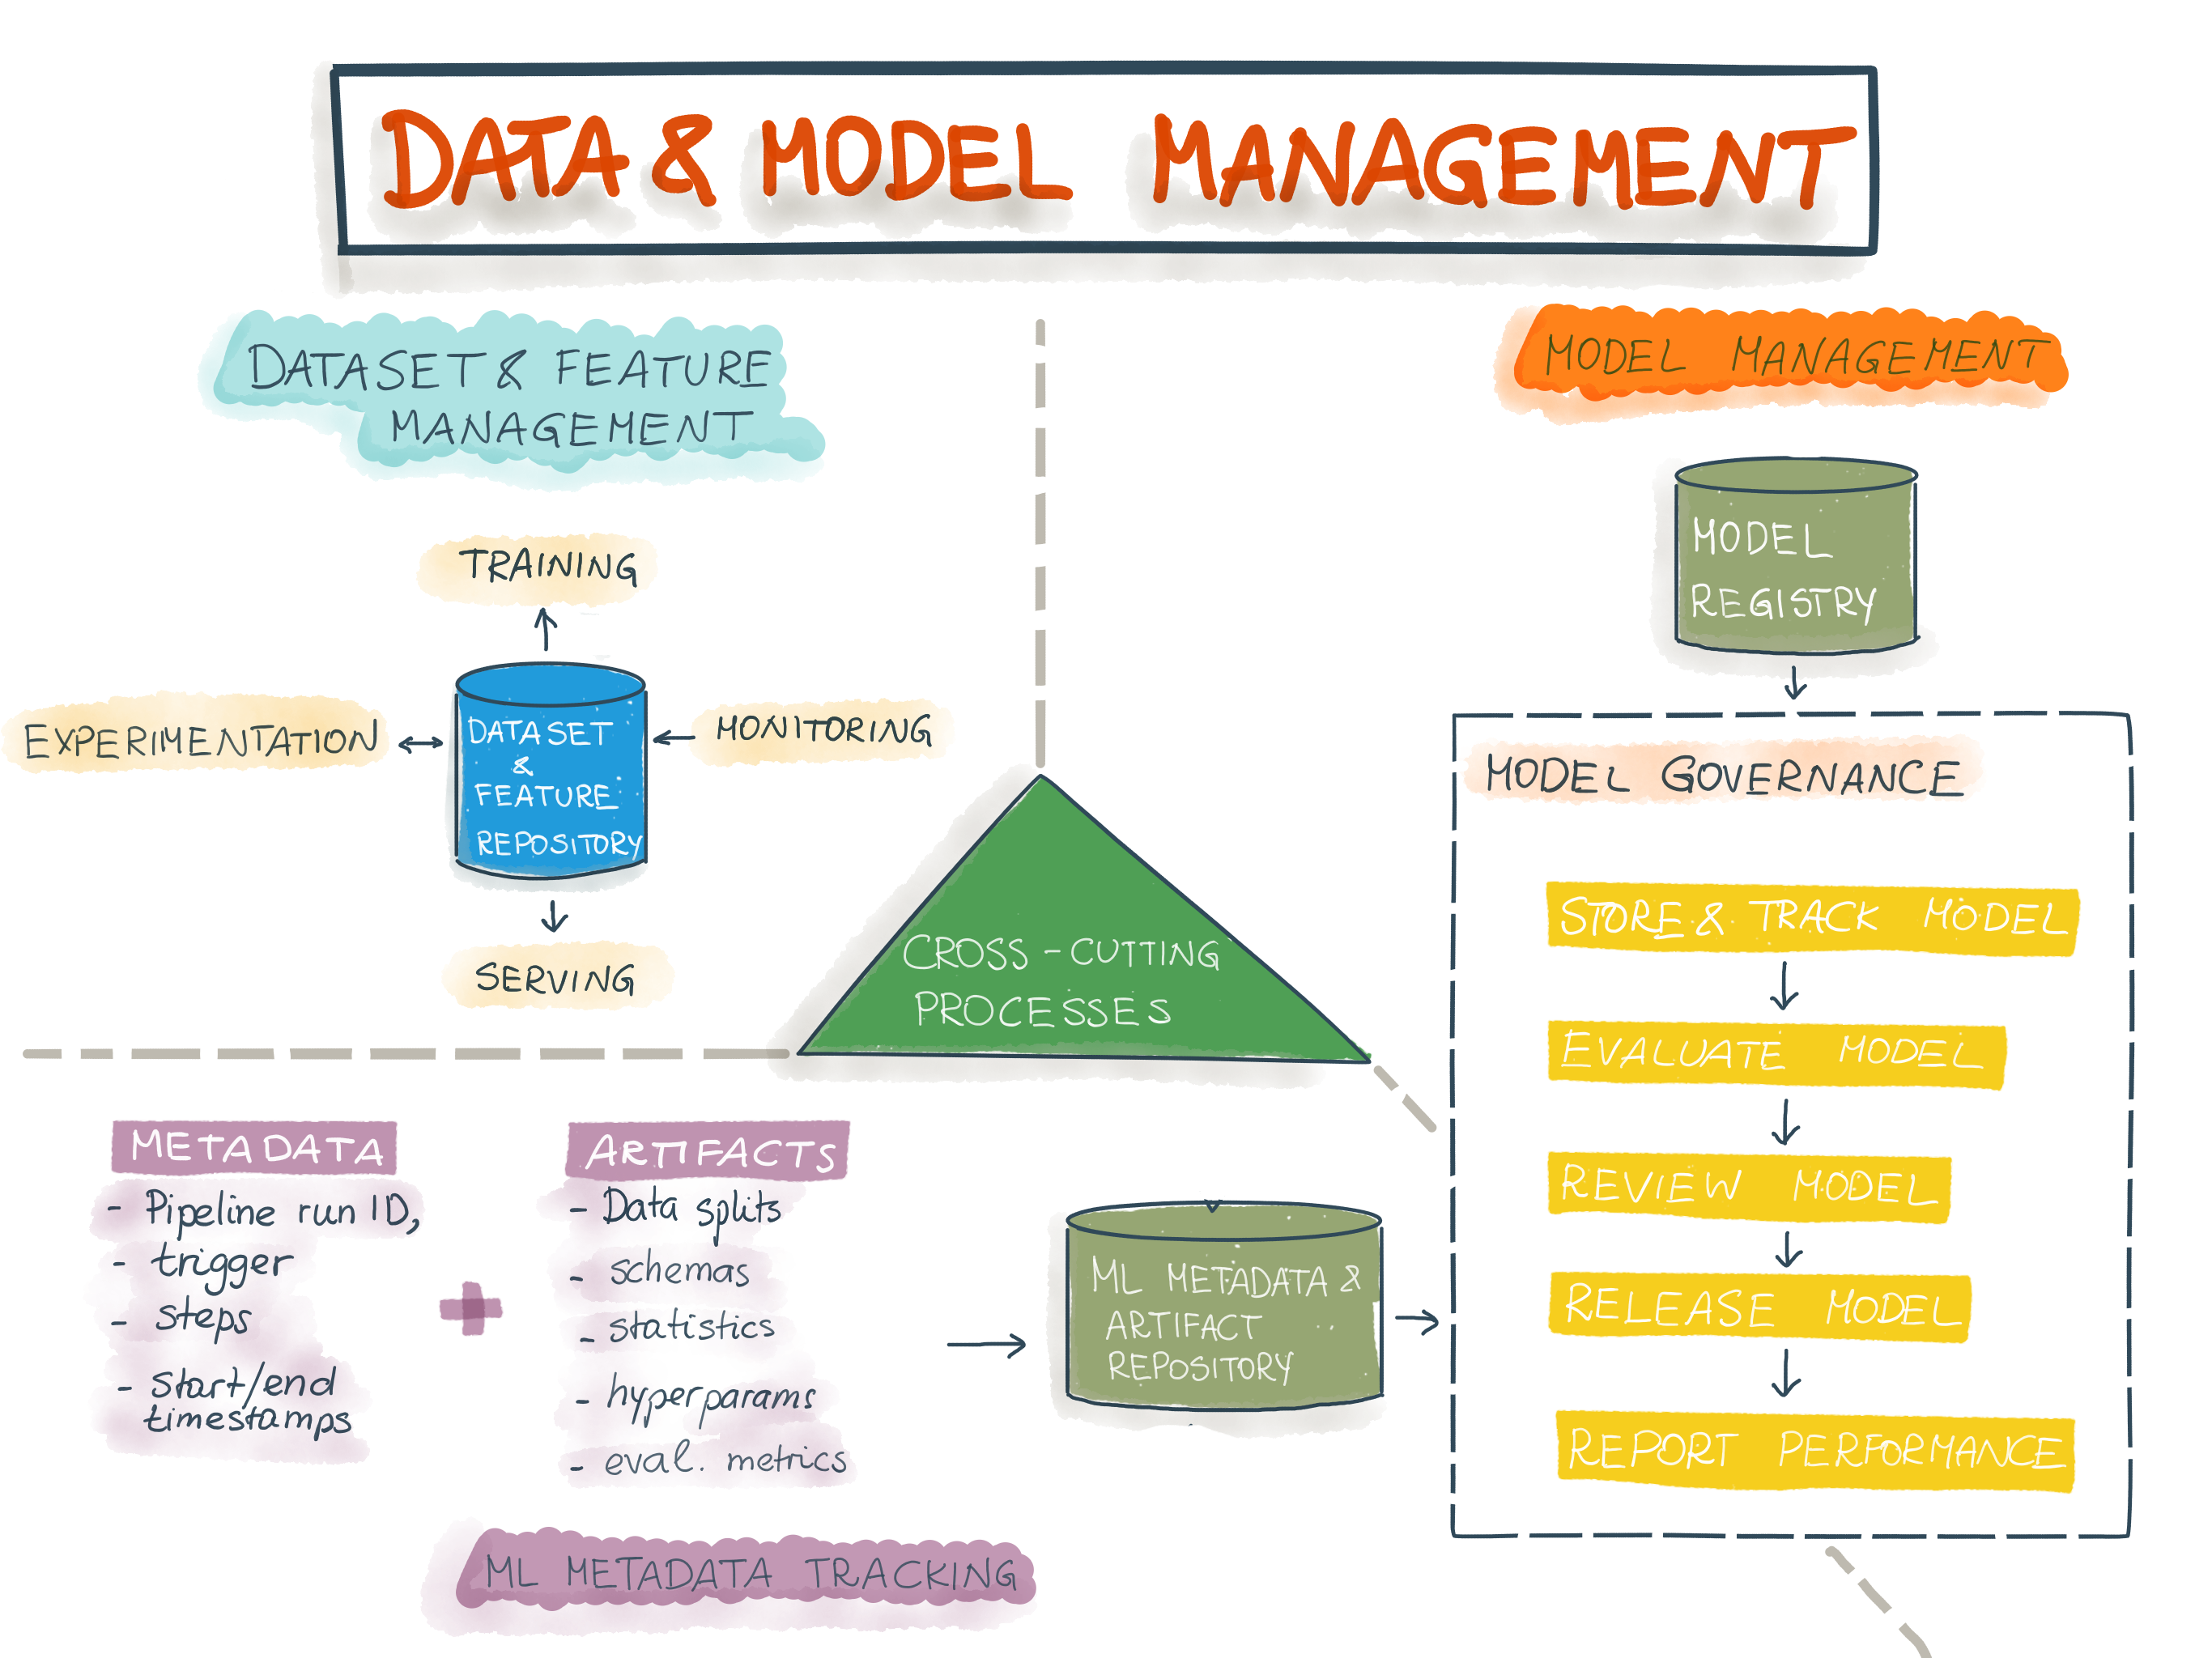 DATA & MODEL MANAGEMENT
DATASET & FEATURE
MANAGEMENT
TRAINING
EXPERIMENTATION
DATASET
&
FEATURE
REPOSITORY
MONITORING
SERVING
CROSS-CUTTING
PROCESSES
MODEL MANAGEMENT
MODEL
REGISTRY
MODEL GOVERNANCE
STORE & TRACK MODEL
EVALUATE MODEL
REVIEW MODEL
RELEASE MODEL
REPORT PERFORMANCE
METADATA
- Pipeline run ID,
- trigger
- steps
- start/end
timestamps
ARTIFACTS
- Data splits
- schemas
- statistics
- hyperparams
- eval. metrics
ML METADATA &
ARTIFACT
REPOSITORY
ML METADATA TRACKING